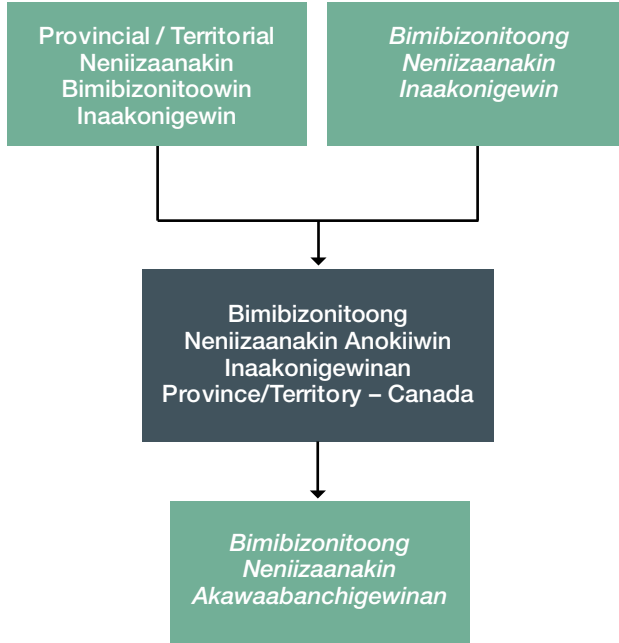 Provincial / Territorial
Neniizaanakin
Bimibizonitoowin
Inaakonigewin
Bimibizonitoong
Neniizaanakin
Inaakonigewin
Bimibizonitoong
Neniizaanakin Anokiiwin
Inaakonigewinan
Province/Territory – Canada
Bimibizonitoong
Neniizaanakin
Akawaabanchigewinan